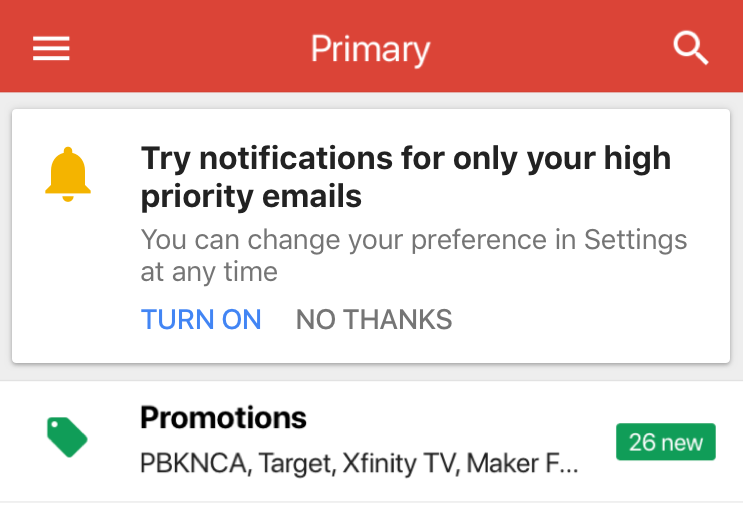 Primary
Try notifications for only your high
priority emails
You can change your preference in Settings
at any time
TURN ON NO THANKS
Promotions
26 new
PBKNCA, Target, Xfinity TV, Maker F...